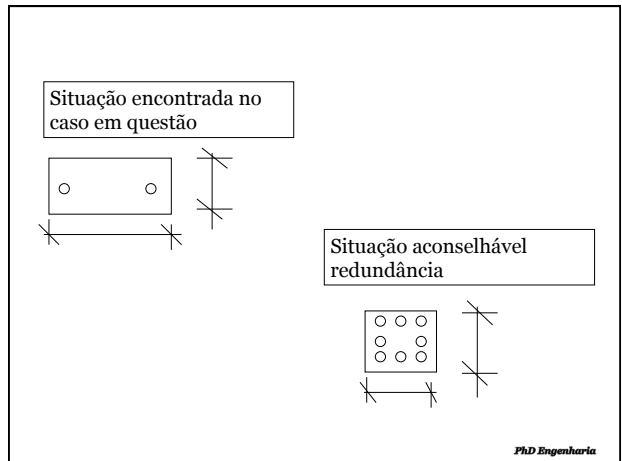 Situação encontrada no
caso em questão
Situação aconselhável
redundância
PhD Engenharia